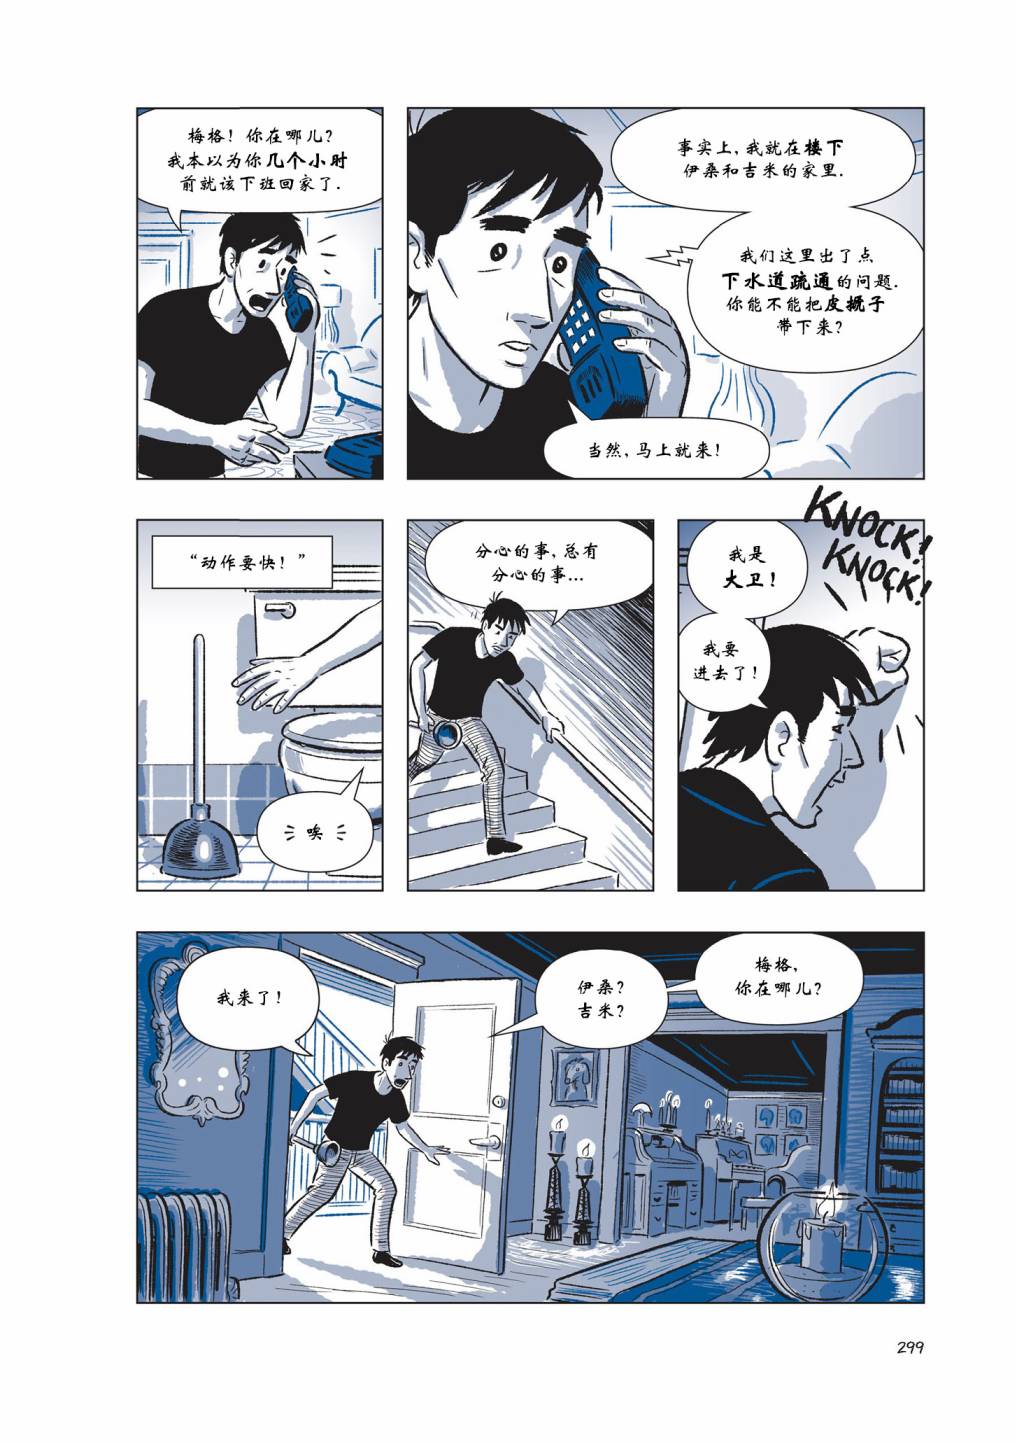 梅格！你在哪儿？
我本以为你几个小时
前就该下班回家了.
事实上,我就在楼下
伊桑和吉米的家里.
我们这里出了点
下水道疏通的问题.
你能不能把皮搋子
带下来？
当然,马上就来！
“动作要快！”
唉
分心的事,总有
分心的事...
我是
大卫！
我要
进去了！
KNOCK!
KNOCK!
我来了！
伊桑？
吉米？
梅格,
你在哪儿？
299